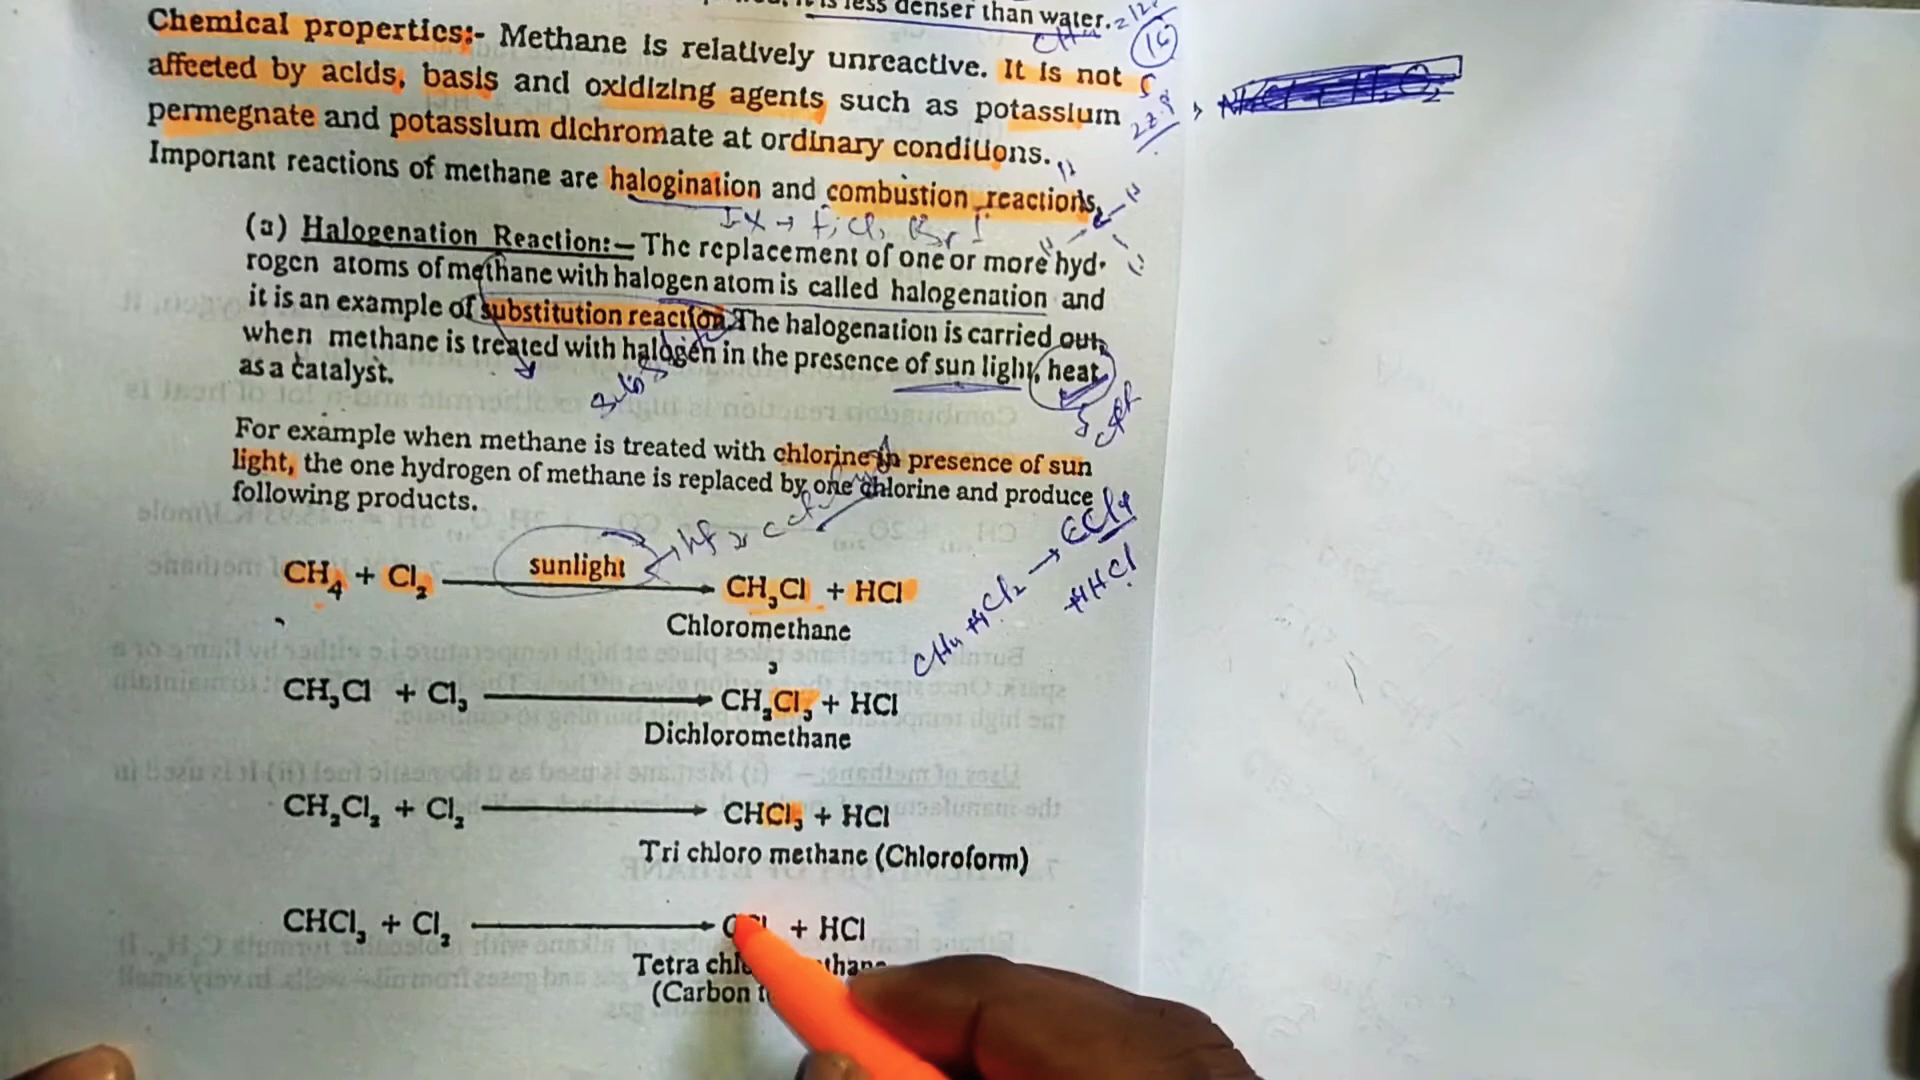 is less denser than water.
Chemical properties:- Methane is relatively unreactive. It is not
affected by acids, basis and oxidizing agents such as potassium
permegnate and potassium dichromate at ordinary conditions.
Important reactions of methane are halogination and combustion reactions.
(a) Halogenation Reaction:— The replacement of one or more hyd-
rogen atoms of methane with halogen atom is called halogenation and
it is an example of substitution reaction. The halogenation is carried out,
when methane is treated with halogen in the presence of sun light, heat
as a catalyst.
For example when methane is treated with chlorine in presence of sun
light, the one hydrogen of methane is replaced by one chlorine and produce
following products.
CH₄ + Cl₂ sunlight CH₃Cl + HCl
Chloromethane
CH₃Cl + Cl₂ CH₂Cl₂ + HCl
Dichloromethane
CH₂Cl₂ + Cl₂ CHCl₃ + HCl
Tri chloro methane (Chloroform)
CHCl₃ + Cl₂ + HCl
Tetra
(Carbon
CH₄ + 4Cl₂ → CCl₄
+4HCl